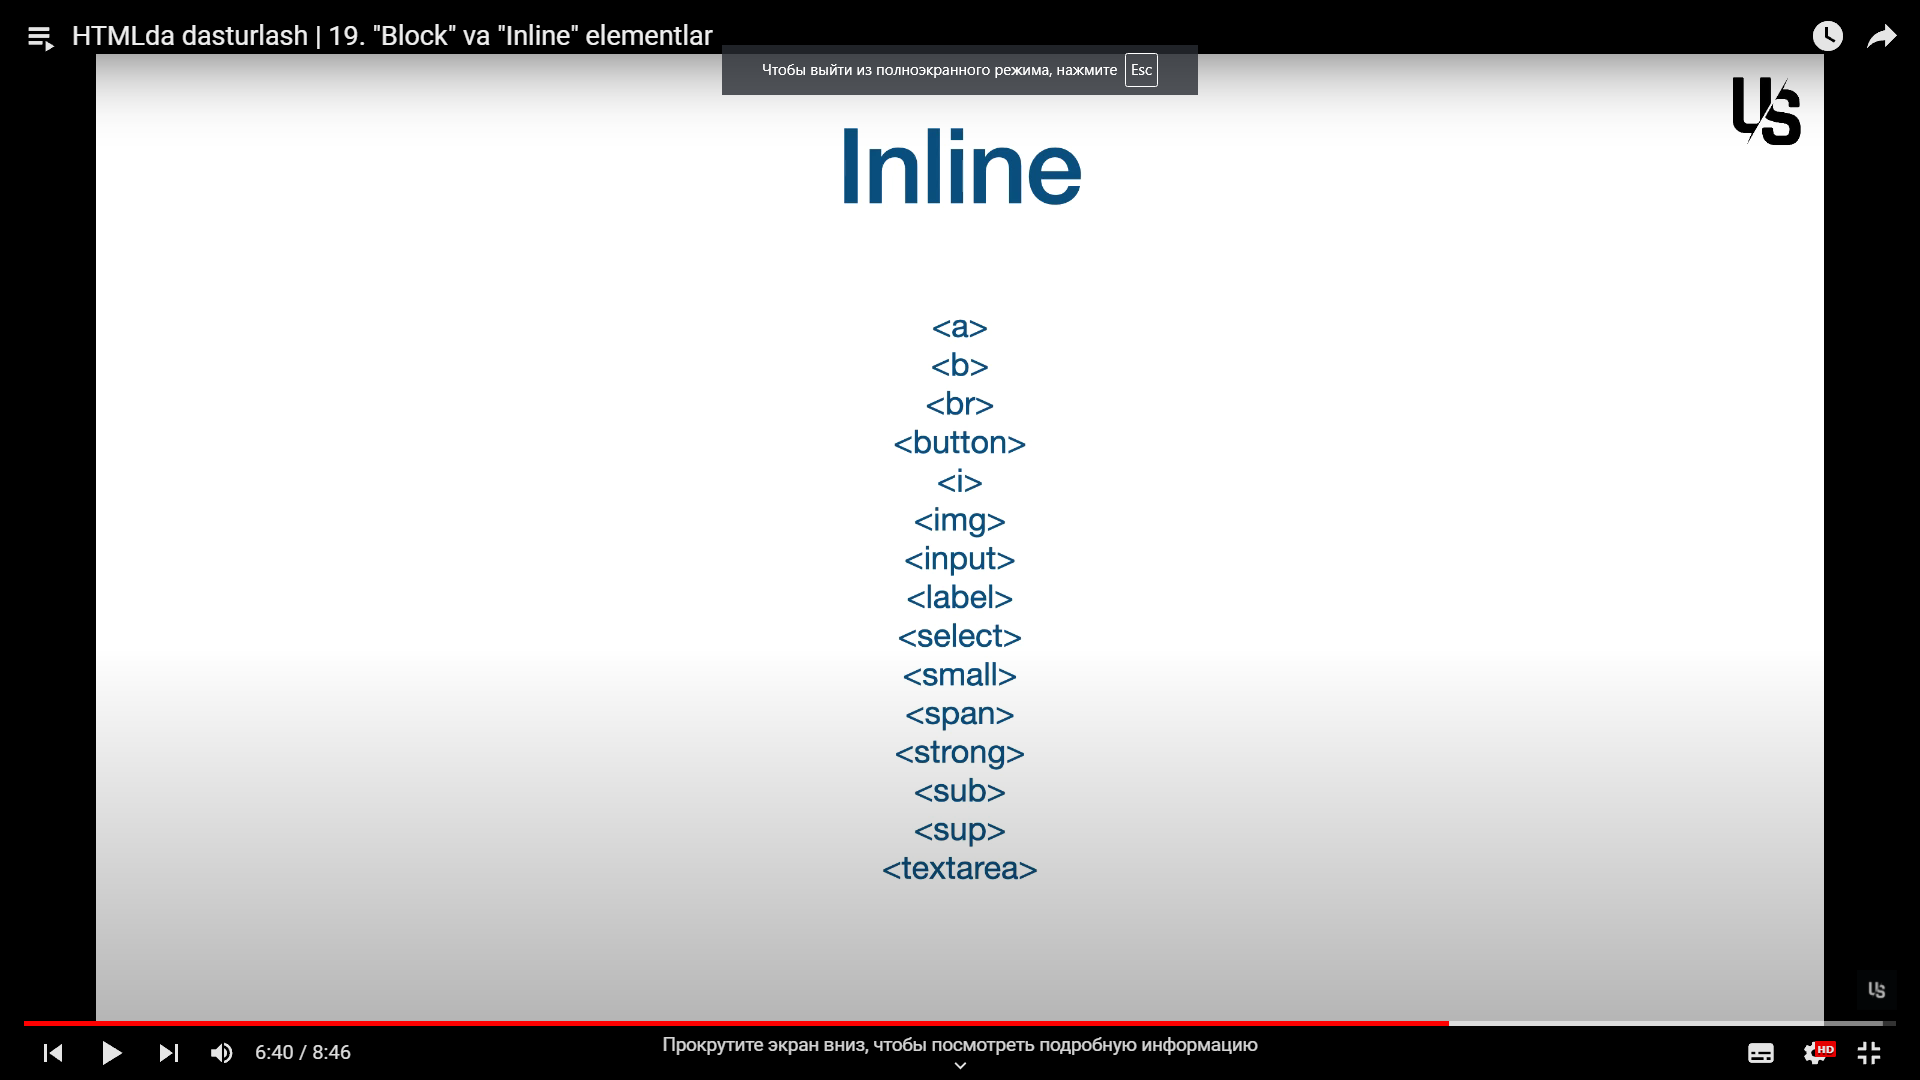 HTMLda dasturlash | 19. "Block" va "Inline" elementlar
Чтобы выйти из полноэкранного режима, нажмите Esc
US
Inline
<a>
<b>
<br>
<button>
<i>
<img>
<input>
<label>
<select>
<small>
<span>
<strong>
<sub>
<sup>
<textarea>
US
6:40 / 8:46
Прокрутите экран вниз, чтобы посмотреть подробную информацию
HD